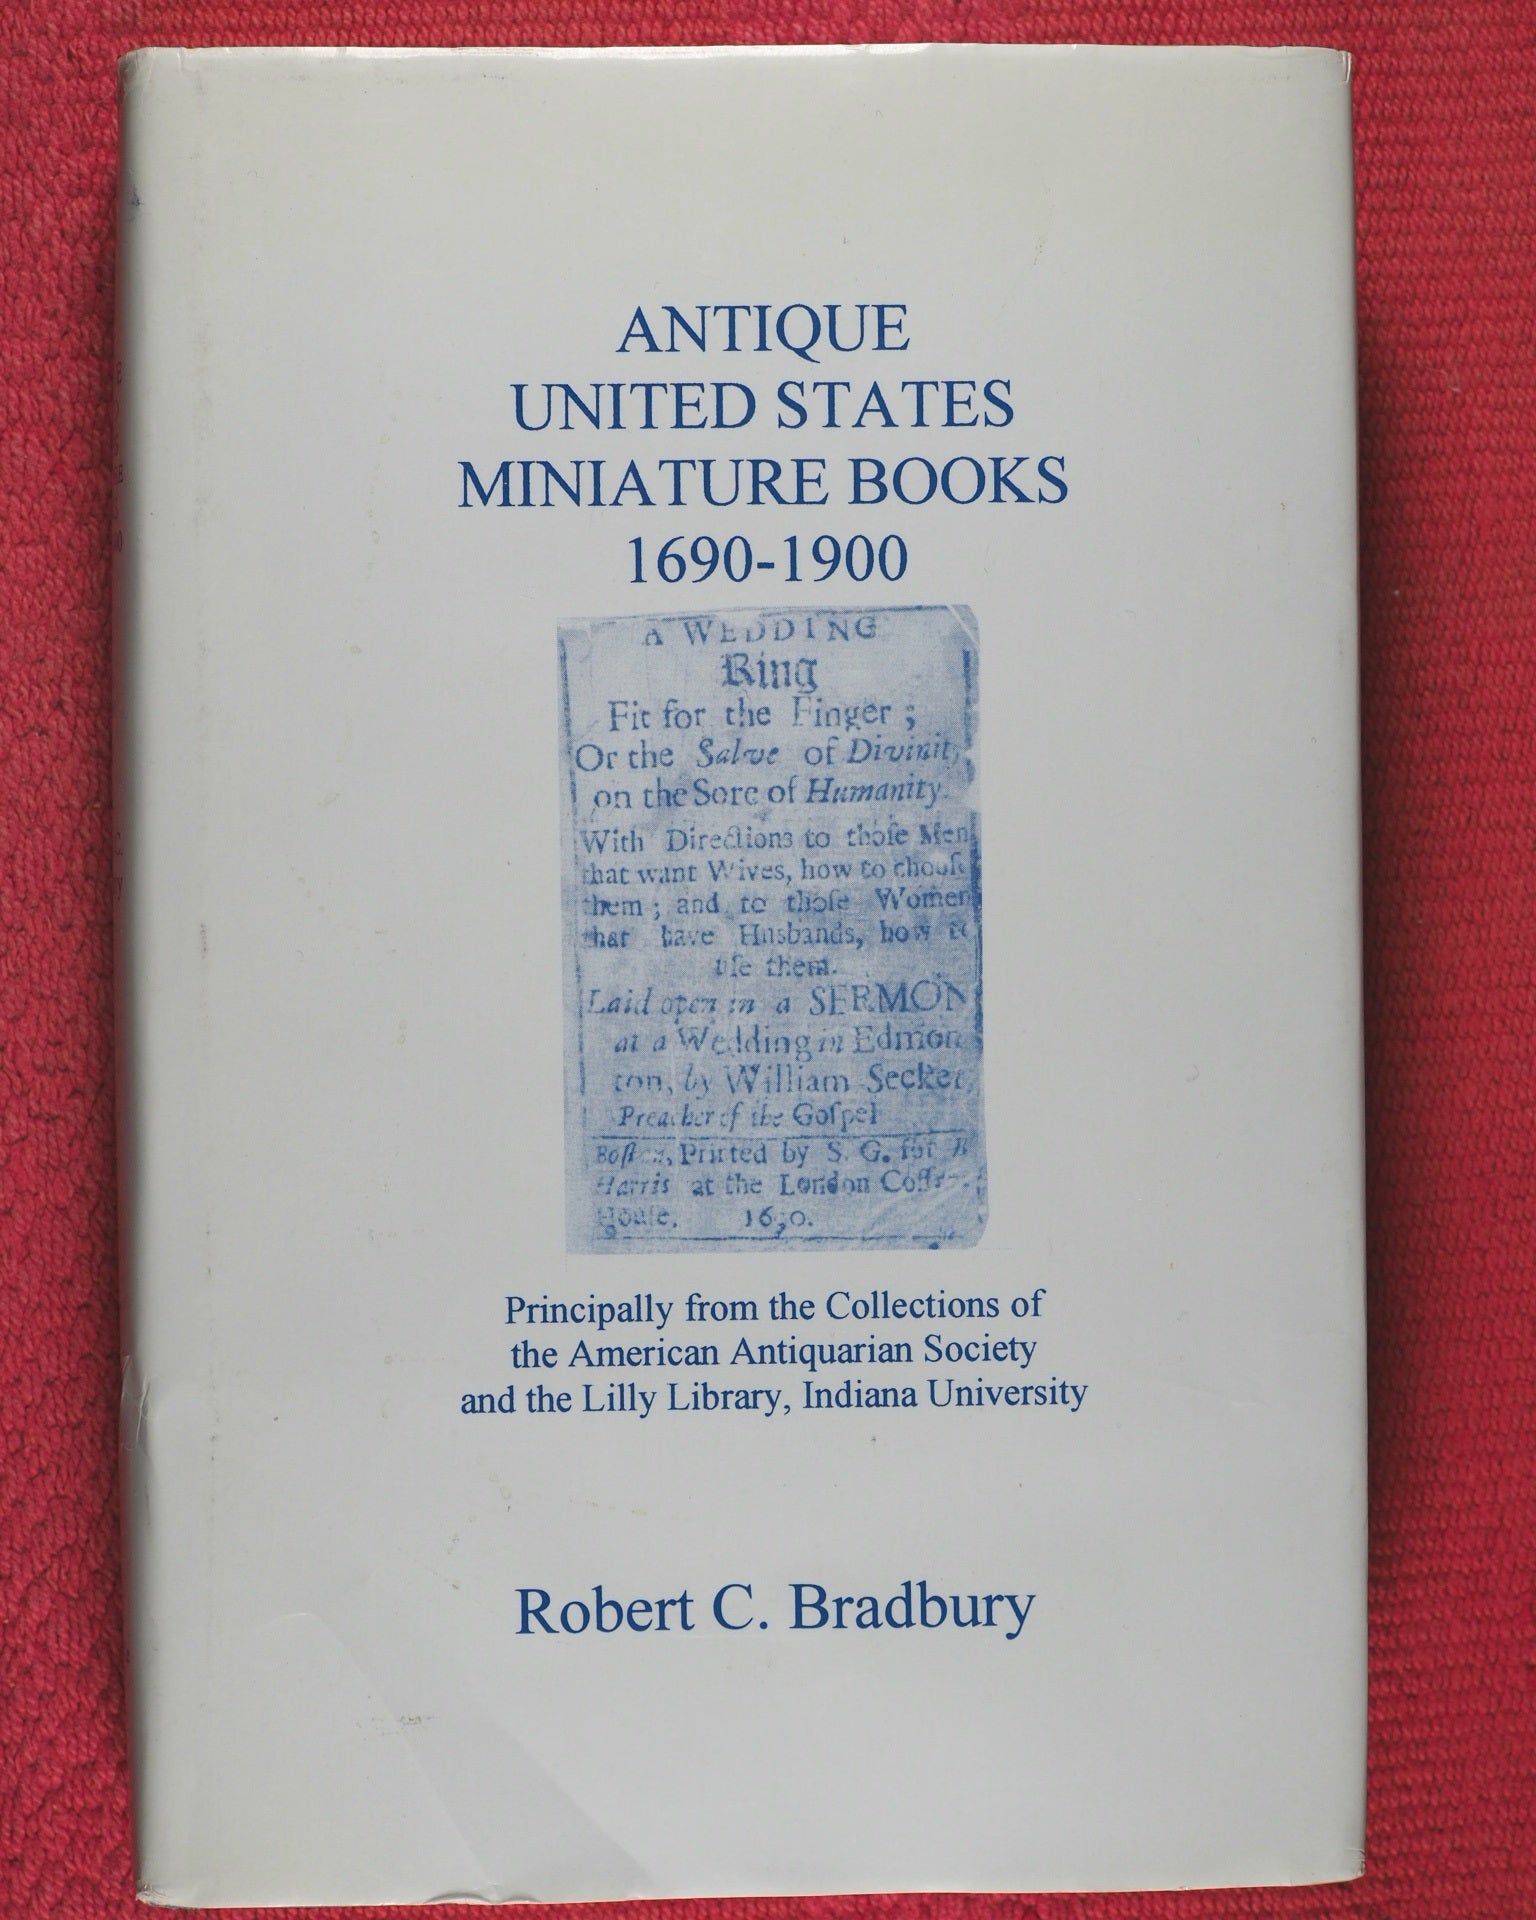 ANTIQUE
UNITED STATES
MINIATURE BOOKS
1690-1900
A WEDDING
Ring
Fit for the Finger ;
Or the Salve of Divinit
on the Sore of Humanity.
With Directions to thoſe Men
that want Wives, how to chooſe
them ; and to thoſe Women
that have Husbands, how to
uſe them.
Laid open in a SERMON
at a Wedding in Edmon
ton, by William Secker,
Preacher of the Goſpel
Boſton, Printed by S. G. for B
Harris at the London Coffee-
Houſe. 1690.
Principally from the Collections of
the American Antiquarian Society
and the Lilly Library, Indiana University
Robert C. Bradbury